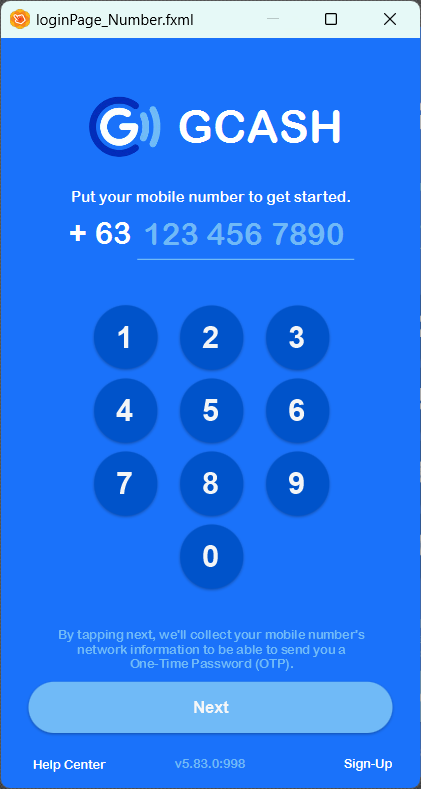 loginPage_Number.fxml
GCASH
Put your mobile number to get started.
+ 63 123 456 7890
1 2 3
4 5 6
7 8 9
0
By tapping next, we'll collect your mobile number's
network information to be able to send you a
One-Time Password (OTP).
Next
Help Center v5.83.0:998 Sign-Up